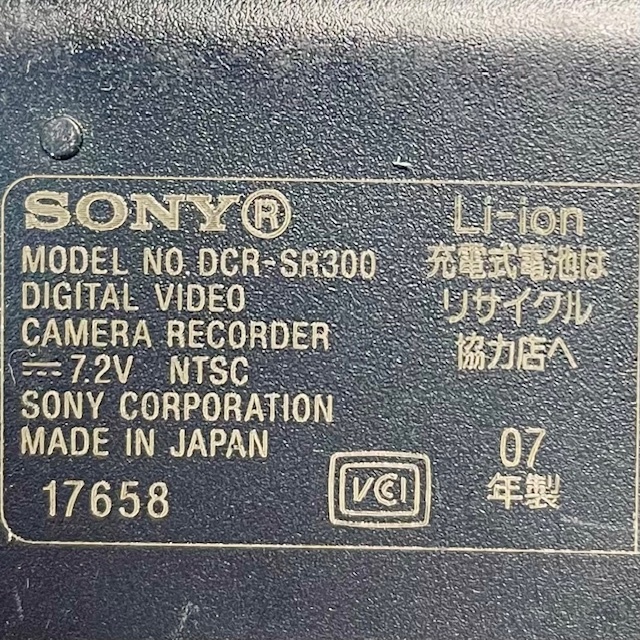 SONY®
MODEL NO. DCR-SR300
DIGITAL VIDEO
CAMERA RECORDER
⎓7.2V NTSC
SONY CORPORATION
MADE IN JAPAN
17658
Li-ion
充電式電池は
リサイクル
協力店へ
VCCI
07
年製